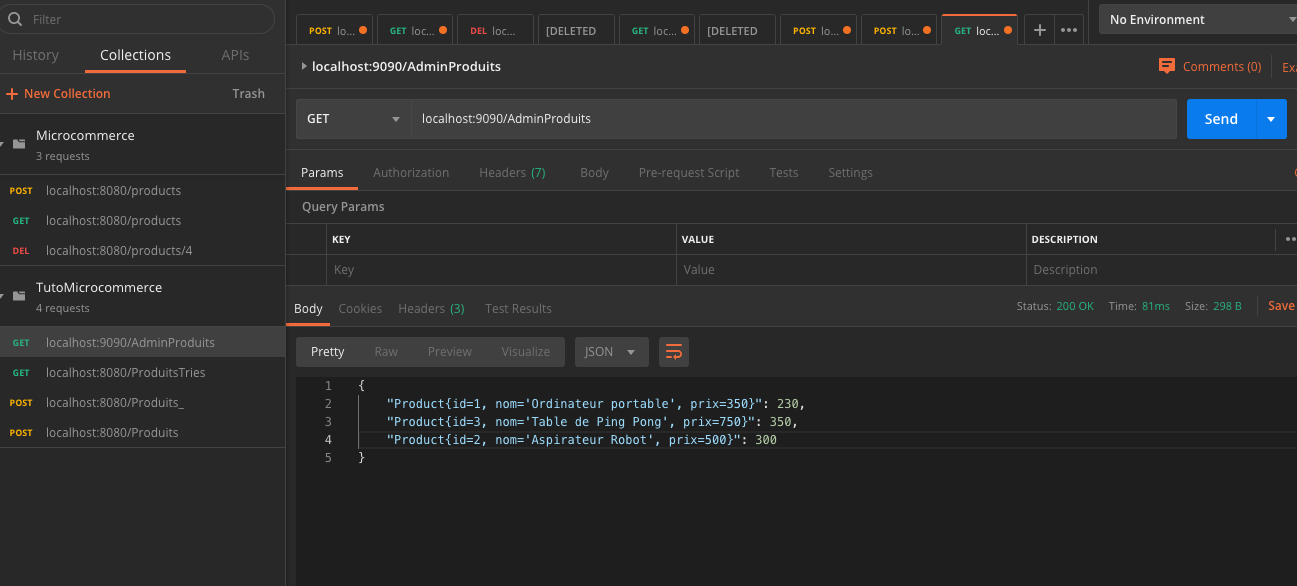 Filter
History Collections APIs
+ New Collection Trash
Microcommerce
3 requests
POST localhost:8080/products
GET localhost:8080/products
DEL localhost:8080/products/4
TutoMicrocommerce
4 requests
GET localhost:9090/AdminProduits
GET localhost:8080/ProduitsTries
POST localhost:8080/Produits_
POST localhost:8080/Produits
POST lo... GET loc... DEL loc... [DELETED GET loc... [DELETED POST lo... POST lo... GET loc... + ••• No Environment
localhost:9090/AdminProduits Comments (0) Exa
GET localhost:9090/AdminProduits Send
Params Authorization Headers (7) Body Pre-request Script Tests Settings
Query Params
KEY VALUE DESCRIPTION
Key Value Description
Body Cookies Headers (3) Test Results Status: 200 OK Time: 81ms Size: 298 B Save
Pretty Raw Preview Visualize JSON
1 {
2 "Product{id=1, nom='Ordinateur portable', prix=350}": 230,
3 "Product{id=3, nom='Table de Ping Pong', prix=750}": 350,
4 "Product{id=2, nom='Aspirateur Robot', prix=500}": 300
5 }